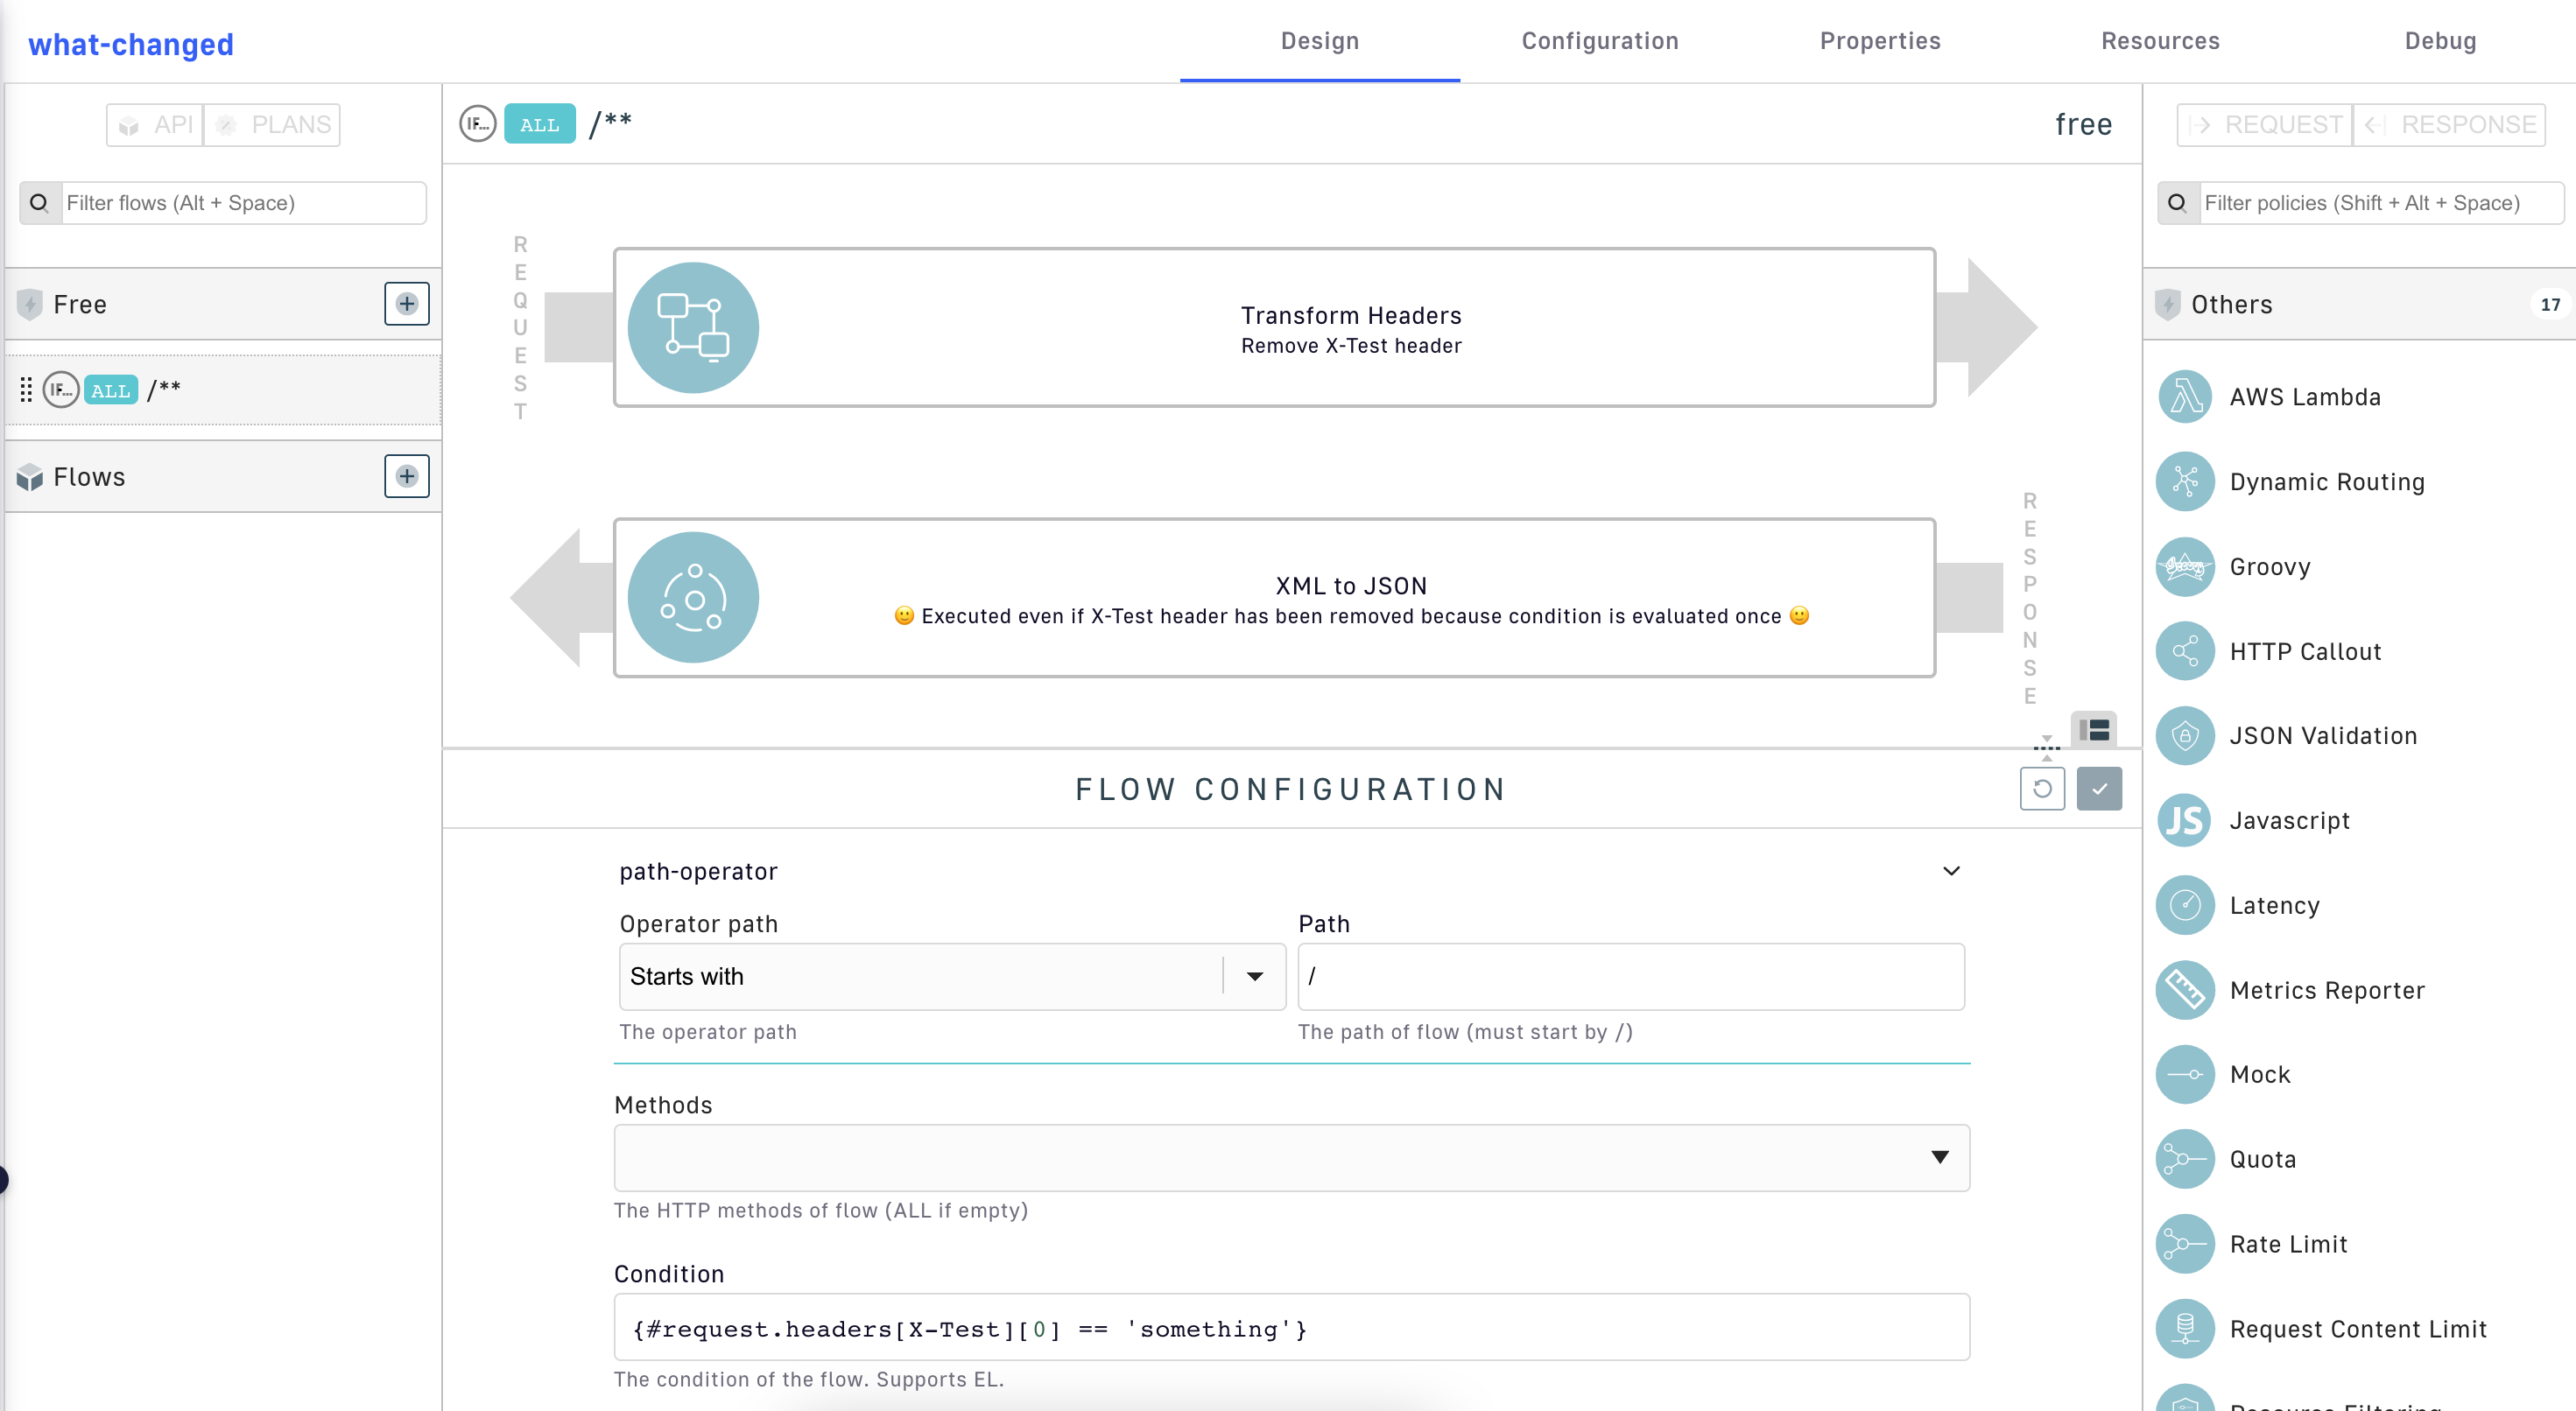 what-changed
Design
Configuration
Properties
Resources
Debug
API
PLANS
Filter flows (Alt + Space)
Free
IF...
ALL
/**
Flows
IF...
ALL
/**
free
REQUEST
Transform Headers
Remove X-Test header
RESPONSE
XML to JSON
🙂 Executed even if X-Test header has been removed because condition is evaluated once 🙂
FLOW CONFIGURATION
path-operator
Operator path
Path
Starts with
/
The operator path
The path of flow (must start by /)
Methods
The HTTP methods of flow (ALL if empty)
Condition
{#request.headers[X-Test][0] == 'something'}
The condition of the flow. Supports EL.
REQUEST
RESPONSE
Filter policies (Shift + Alt + Space)
Others
17
AWS Lambda
Dynamic Routing
Groovy
HTTP Callout
JSON Validation
JS
Javascript
Latency
Metrics Reporter
Mock
Quota
Rate Limit
Request Content Limit
Resource Filtering